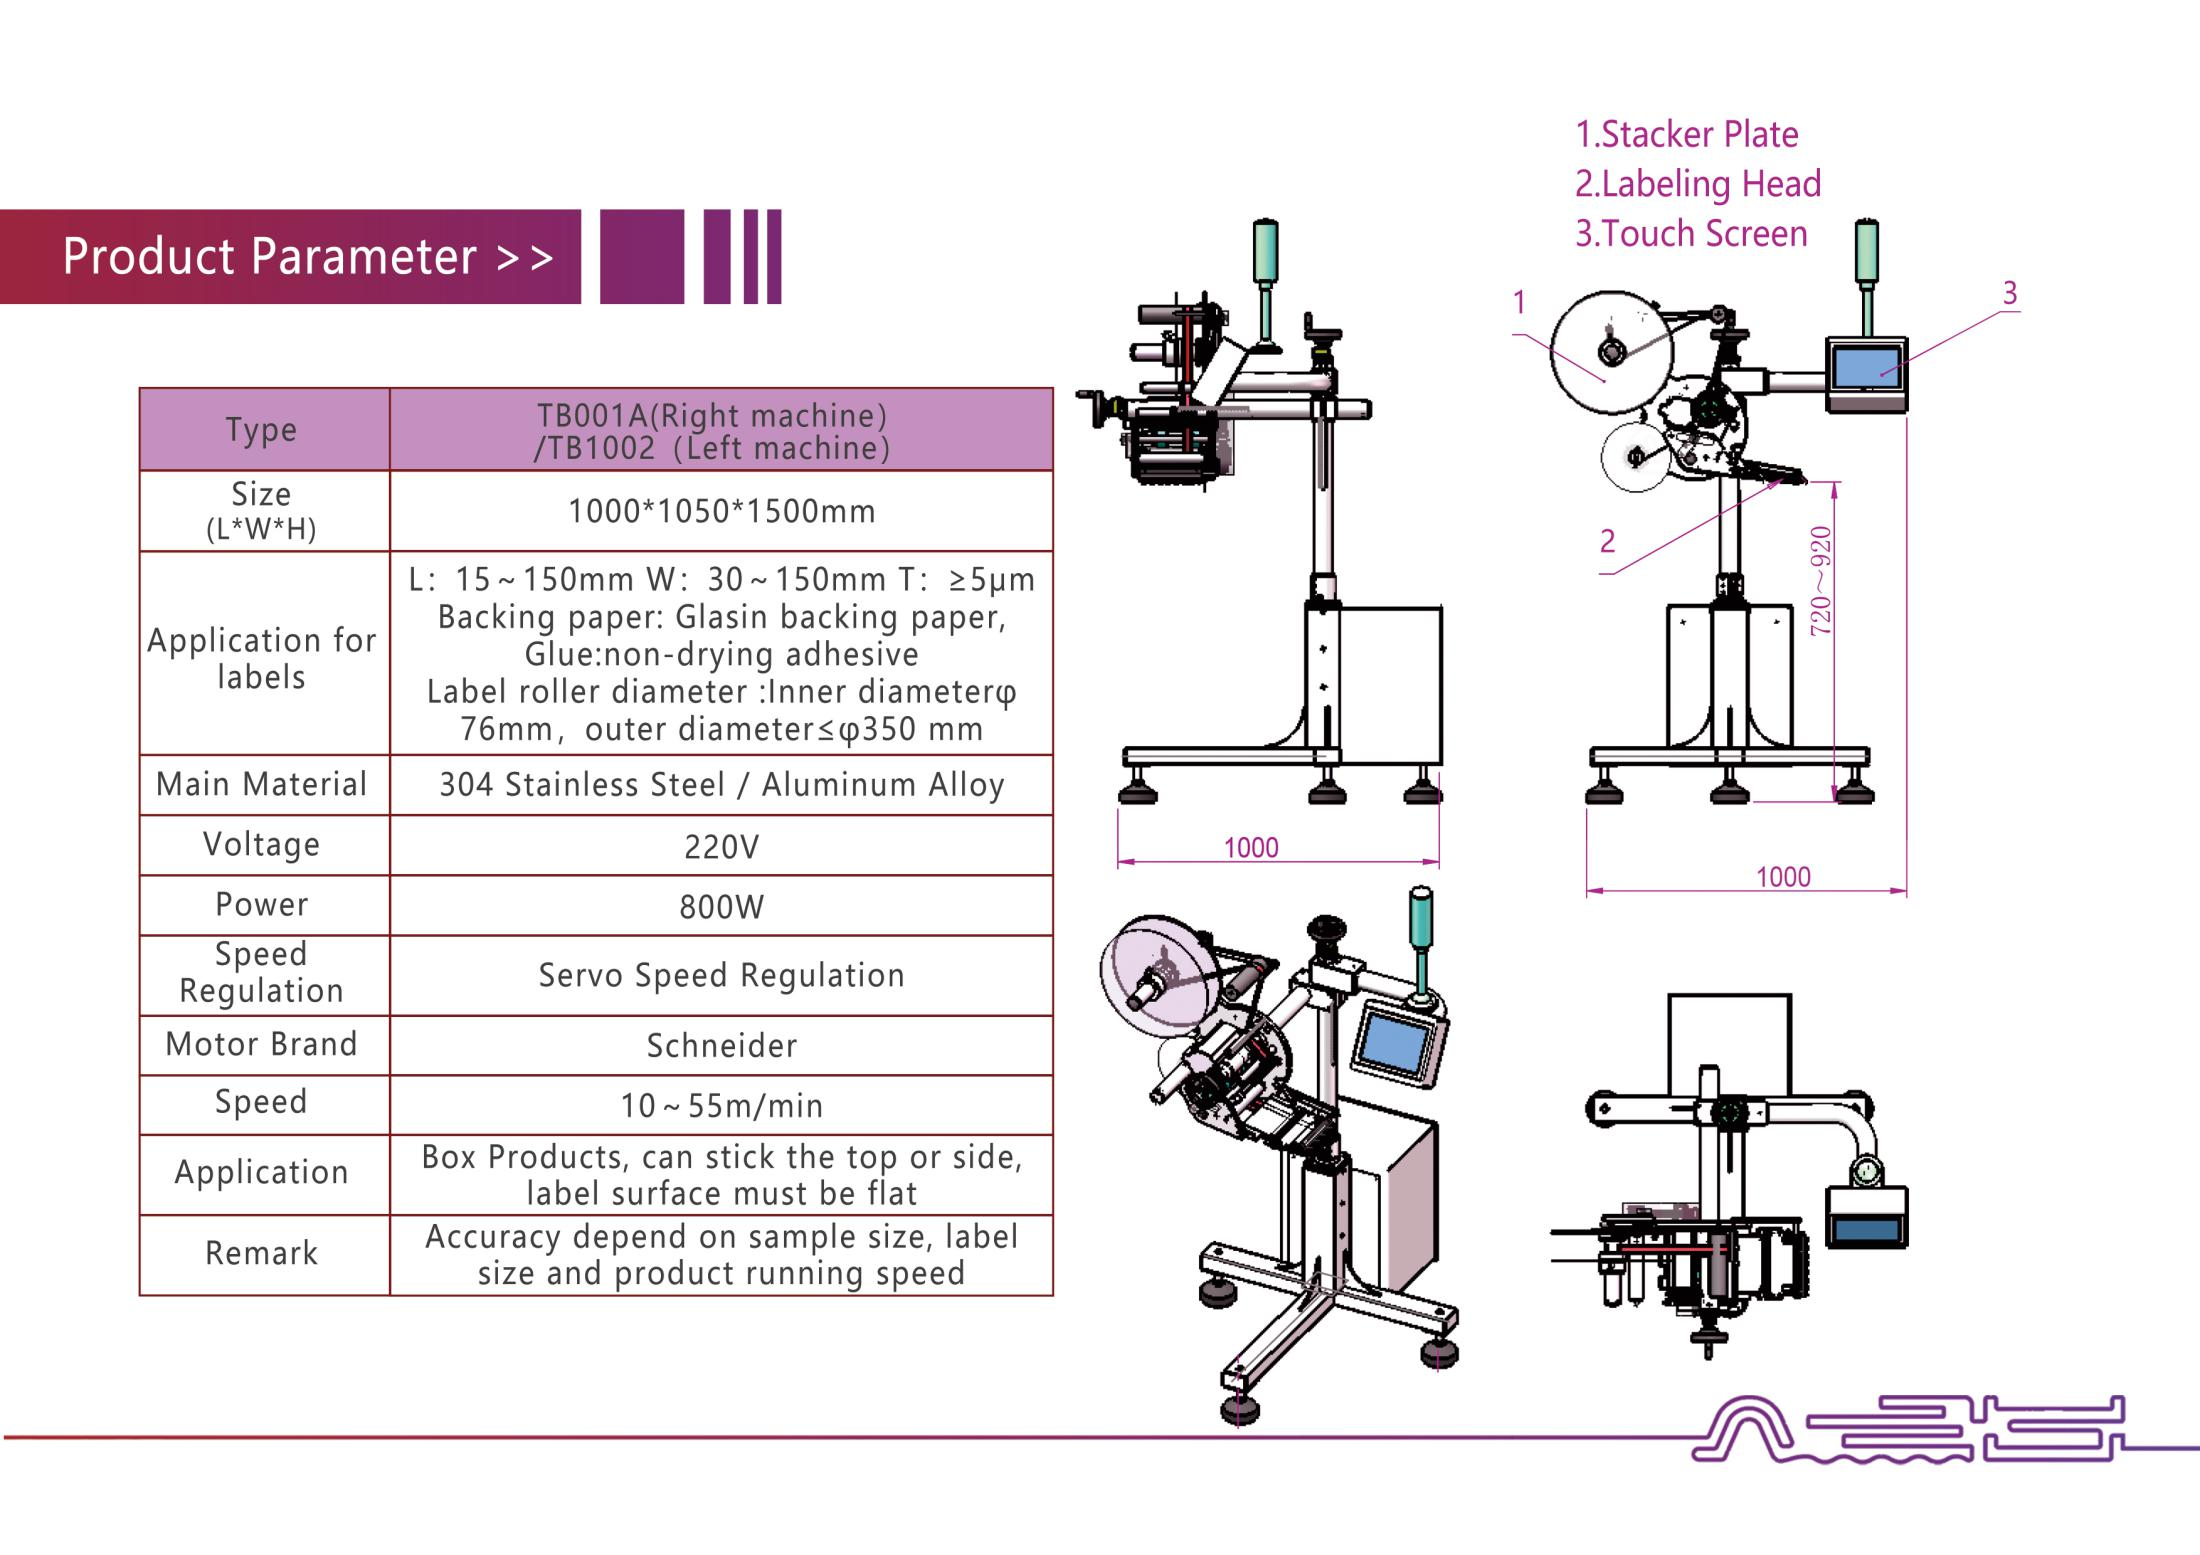 Product Parameter >>
1.Stacker Plate
2.Labeling Head
3.Touch Screen
Type
TB001A(Right machine)
/TB1002 (Left machine)
Size
(L*W*H)
1000*1050*1500mm
Application for
labels
L: 15~150mm W: 30~150mm T: ≥5μm
Backing paper: Glasin backing paper,
Glue:non-drying adhesive
Label roller diameter :Inner diameterφ
76mm, outer diameter≤φ350 mm
Main Material
304 Stainless Steel / Aluminum Alloy
Voltage
220V
Power
800W
Speed
Regulation
Servo Speed Regulation
Motor Brand
Schneider
Speed
10~55m/min
Application
Box Products, can stick the top or side,
label surface must be flat
Remark
Accuracy depend on sample size, label
size and product running speed
1
3
2
720~920
1000
1000